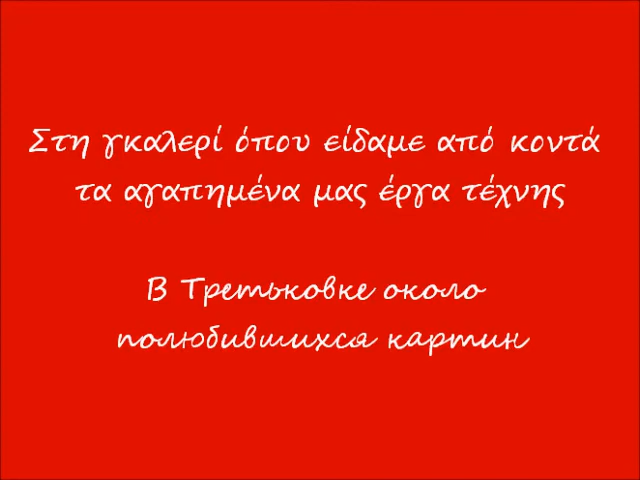 Στη γκαλερί όπου είδαμε από κοντά
τα αγαπημένα μας έργα τέχνης
В Третьковке около
полюбившихся картин